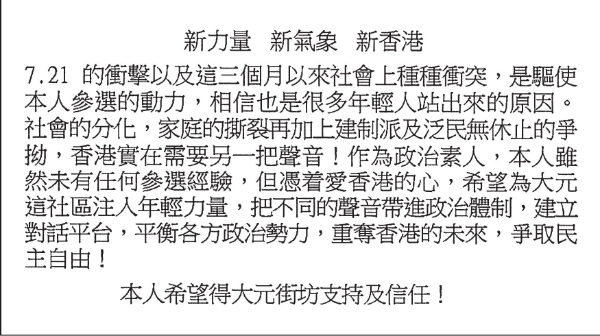 新力量 新氣象 新香港
7.21 的衝擊以及這三個月以來社會上種種衝突，是驅使
本人參選的動力，相信也是很多年輕人站出來的原因。
社會的分化，家庭的撕裂再加上建制派及泛民無休止的爭
拗，香港實在需要另一把聲音！作為政治素人，本人雖
然未有任何參選經驗，但憑着愛香港的心，希望為大元
這社區注入年輕力量，把不同的聲音帶進政治體制，建立
對話平台，平衡各方政治勢力，重奪香港的未來，爭取民
主自由！
本人希望得大元街坊支持及信任！